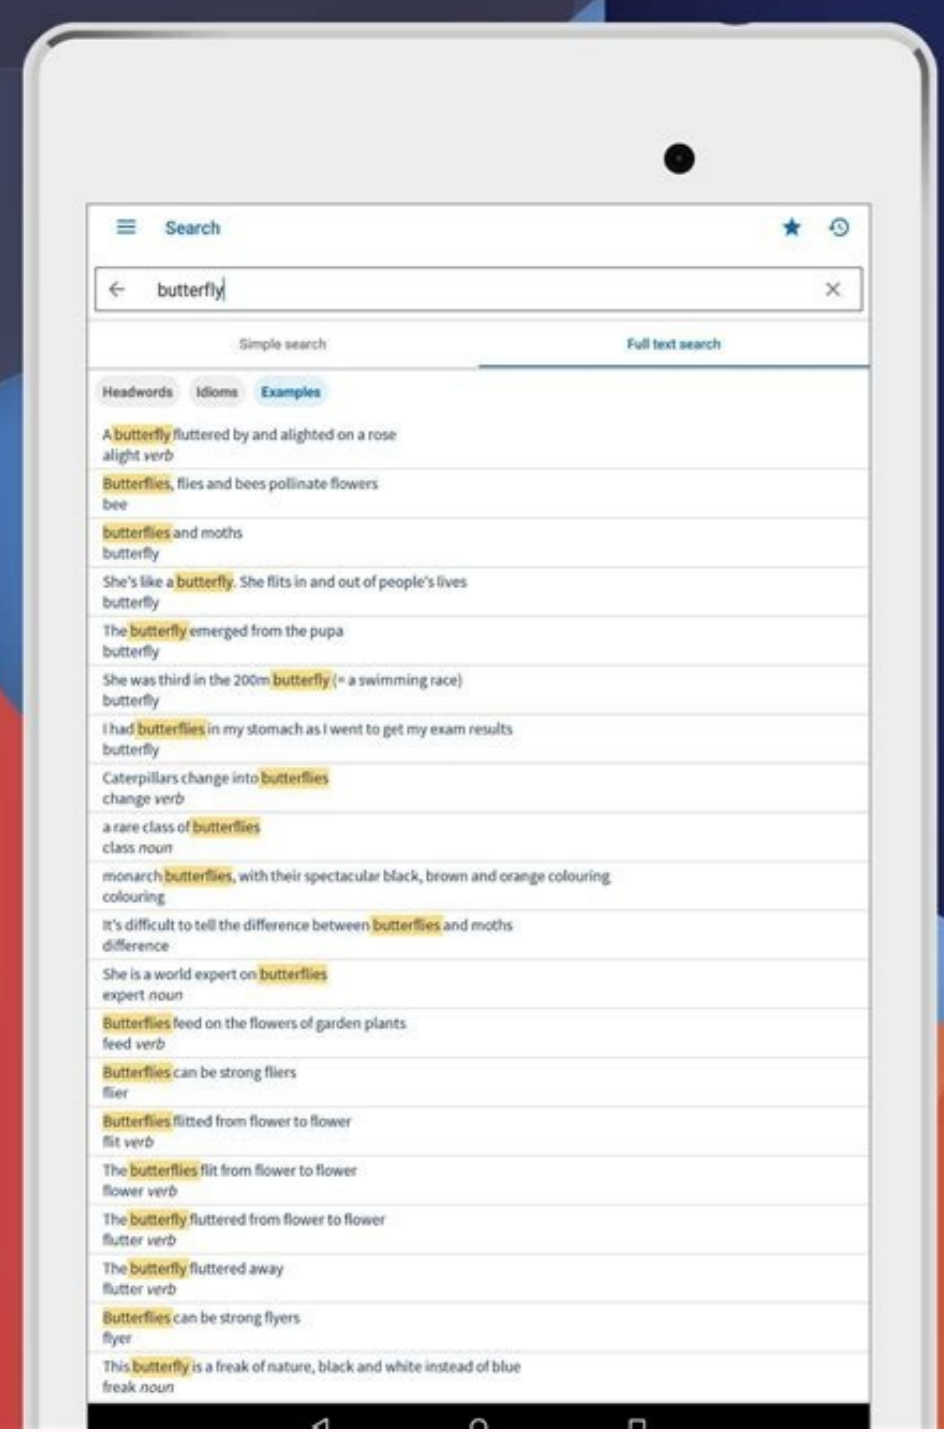 Search
butterfly
Simple search
Full text search
Headwords
Idioms
Examples
A butterfly fluttered by and alighted on a rose
alight verb
Butterflies, flies and bees pollinate flowers
bee
butterflies and moths
butterfly
She's like a butterfly. She flits in and out of people's lives
butterfly
The butterfly emerged from the pupa
butterfly
She was third in the 200m butterfly (= a swimming race)
butterfly
I had butterflies in my stomach as I went to get my exam results
butterfly
Caterpillars change into butterflies
change verb
a rare class of butterflies
class noun
monarch butterflies, with their spectacular black, brown and orange colouring
colouring
It's difficult to tell the difference between butterflies and moths
difference
She is a world expert on butterflies
expert noun
Butterflies feed on the flowers of garden plants
feed verb
Butterflies can be strong fliers
flier
Butterflies flitted from flower to flower
flit verb
The butterflies flit from flower to flower
flower verb
The butterfly fluttered from flower to flower
flutter verb
The butterfly fluttered away
flutter verb
Butterflies can be strong flyers
flyer
This butterfly is a freak of nature, black and white instead of blue
freak noun